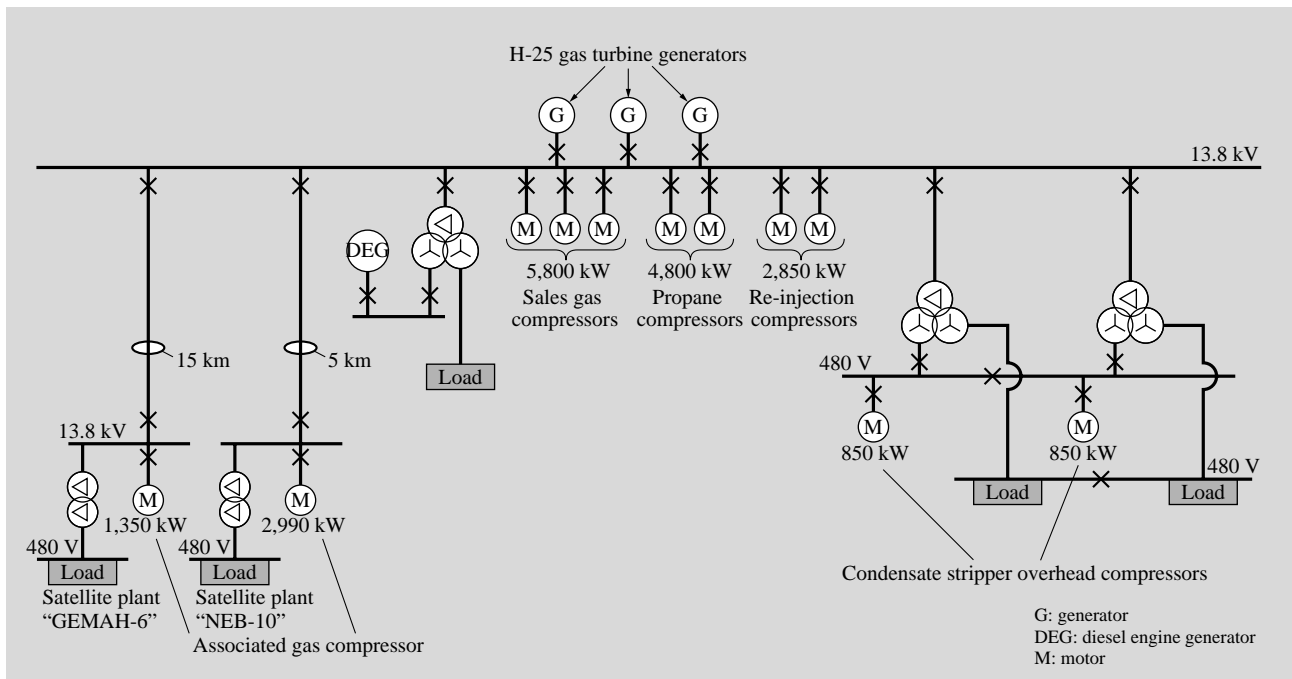 H-25 gas turbine generators
G
G
G
13.8 kV
DEG
M
M
M
M
M
M
M
5,800 kW
Sales gas
compressors
4,800 kW
Propane
compressors
2,850 kW
Re-injection
compressors
15 km
5 km
Load
480 V
M
850 kW
M
850 kW
480 V
Load
Load
13.8 kV
M
1,350 kW
M
2,990 kW
480 V
Load
480 V
Load
Satellite plant
“GEMAH-6”
Satellite plant
“NEB-10”
Associated gas compressor
Condensate stripper overhead compressors
G: generator
DEG: diesel engine generator
M: motor